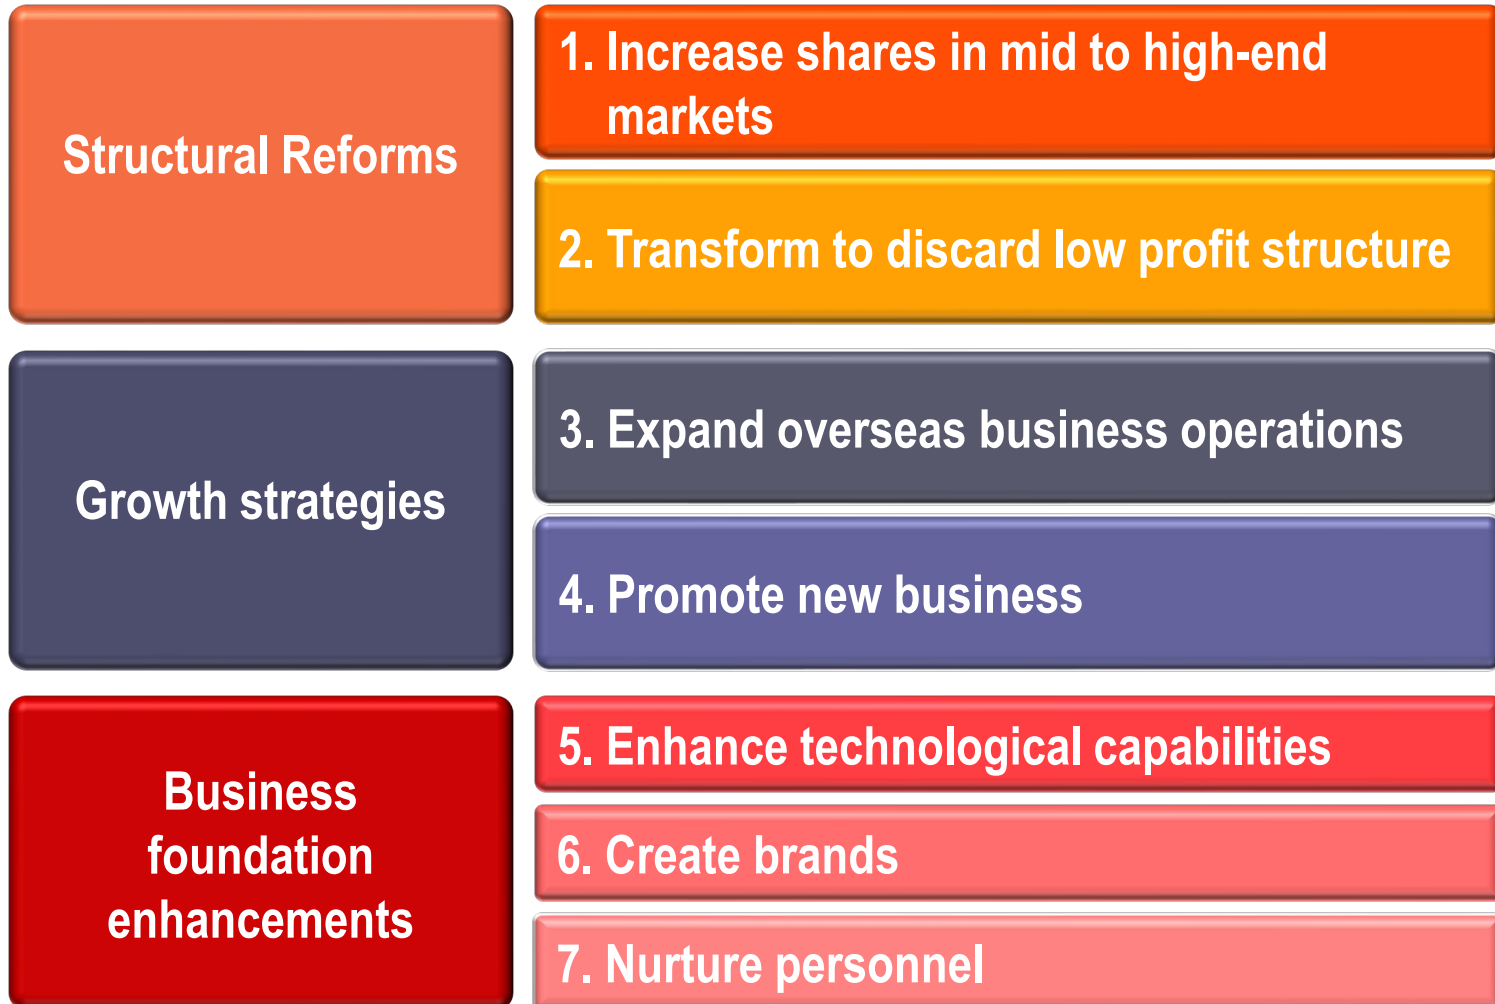 Structural Reforms
1. Increase shares in mid to high-end
markets
2. Transform to discard low profit structure
Growth strategies
3. Expand overseas business operations
4. Promote new business
Business
foundation
enhancements
5. Enhance technological capabilities
6. Create brands
7. Nurture personnel